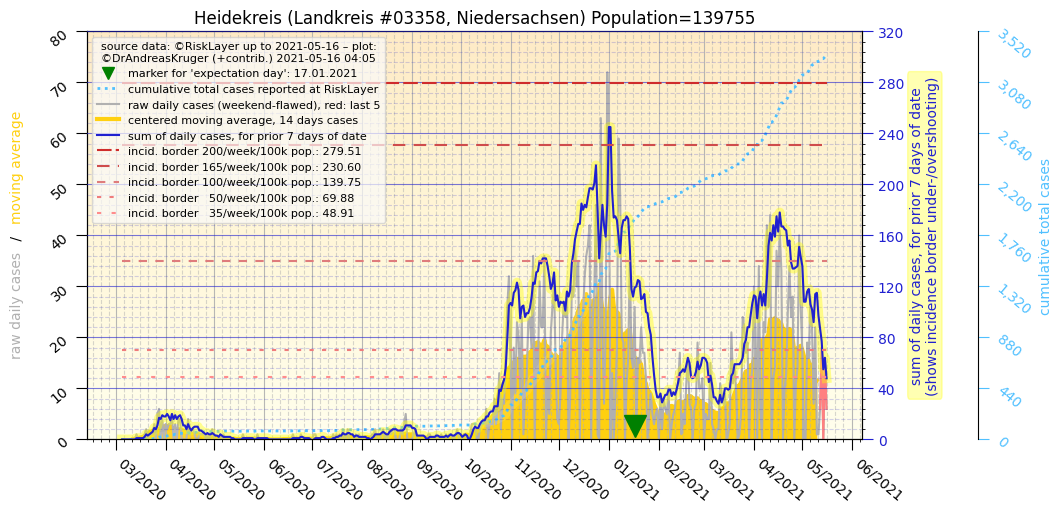 Heidekreis (Landkreis #03358, Niedersachsen) Population=139755
source data: ©RiskLayer up to 2021-05-16 – plot:
©DrAndreasKruger (+contrib.) 2021-05-16 04:05
marker for 'expectation day': 17.01.2021
cumulative total cases reported at RiskLayer
raw daily cases (weekend-flawed), red: last 5
centered moving average, 14 days cases
sum of daily cases, for prior 7 days of date
incid. border 200/week/100k pop.: 279.51
incid. border 165/week/100k pop.: 230.60
incid. border 100/week/100k pop.: 139.75
incid. border   50/week/100k pop.: 69.88
incid. border   35/week/100k pop.: 48.91
raw daily cases  /  moving average
80
70
60
50
40
30
20
10
0
03/2020
04/2020
05/2020
06/2020
07/2020
08/2020
09/2020
10/2020
11/2020
12/2020
01/2021
02/2021
03/2021
04/2021
05/2021
06/2021
320
280
240
200
160
120
80
40
0
sum of daily cases, for prior 7 days of date
(shows incidence border under-/overshooting)
3,520
3,080
2,640
2,200
1,760
1,320
880
440
0
cumulative total cases